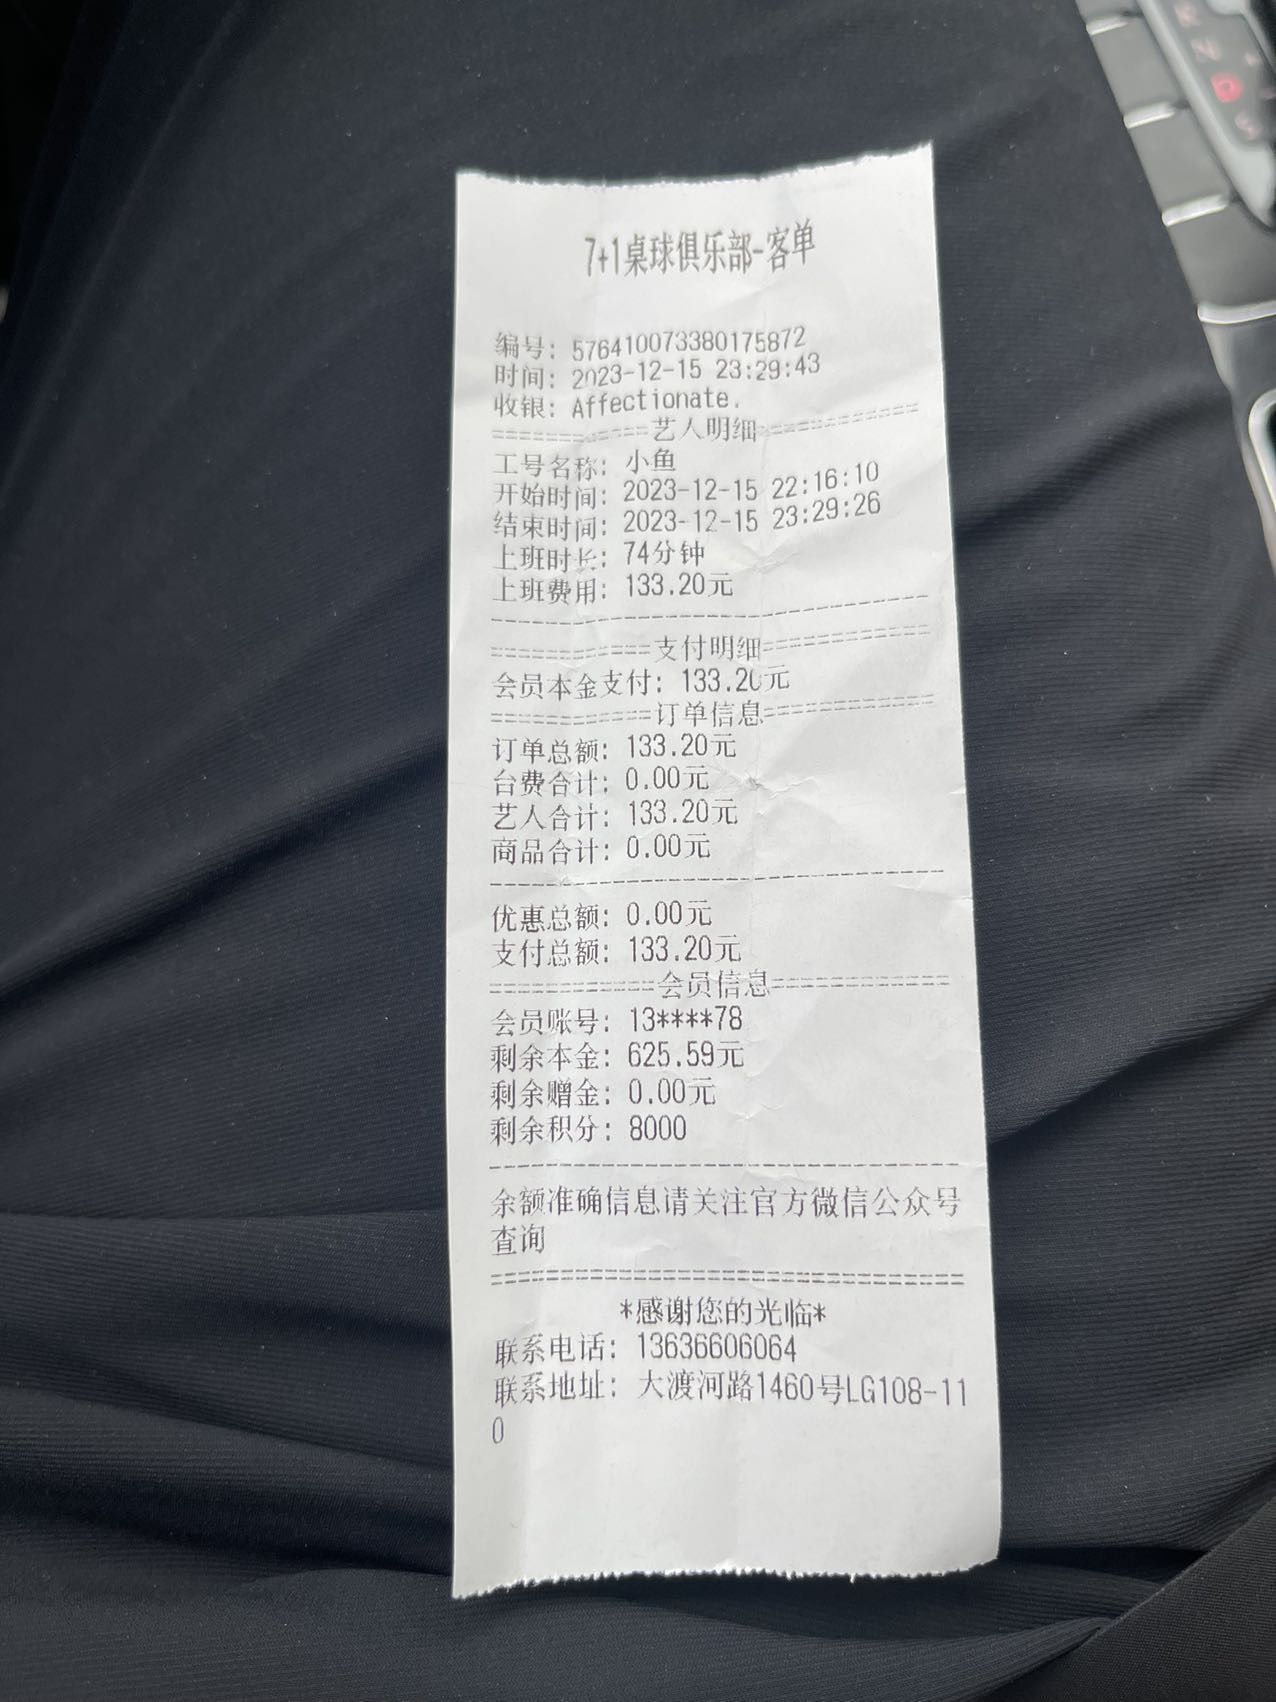 7+1桌球俱乐部-客单
编号: 576410073380175872
时间: 2023-12-15 23:29:43
收银: Affectionate.
============艺人明细============
工号名称: 小鱼
开始时间: 2023-12-15 22:16:10
结束时间: 2023-12-15 23:29:26
上班时长: 74分钟
上班费用: 133.20元
--------------------------------
============支付明细============
会员本金支付: 133.20元
============订单信息============
订单总额: 133.20元
台费合计: 0.00元
艺人合计: 133.20元
商品合计: 0.00元
--------------------------------
优惠总额: 0.00元
支付总额: 133.20元
============会员信息============
会员账号: 13****78
剩余本金: 625.59元
剩余赠金: 0.00元
剩余积分: 8000
--------------------------------
余额准确信息请关注官方微信公众号
查询
================================
*感谢您的光临*
联系电话: 13636606064
联系地址: 大渡河路1460号LG108-11
0